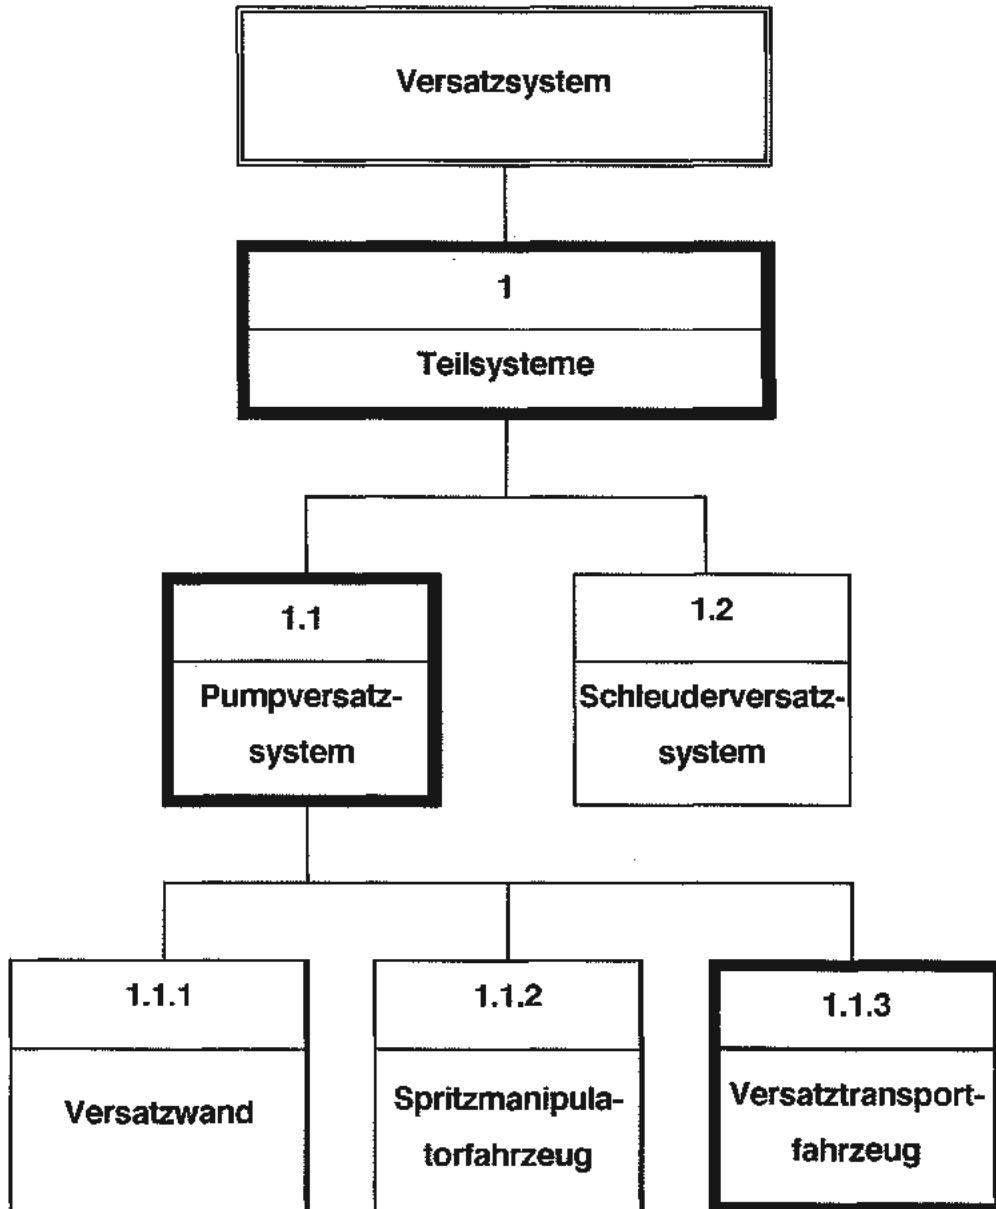 Versatzsystem
1
Teilsysteme
1.1
Pumpversatz-
system
1.2
Schleuderversatz-
system
1.1.1
Versatzwand
1.1.2
Spritzmanipula-
torfahrzeug
1.1.3
Versatztransport-
fahrzeug